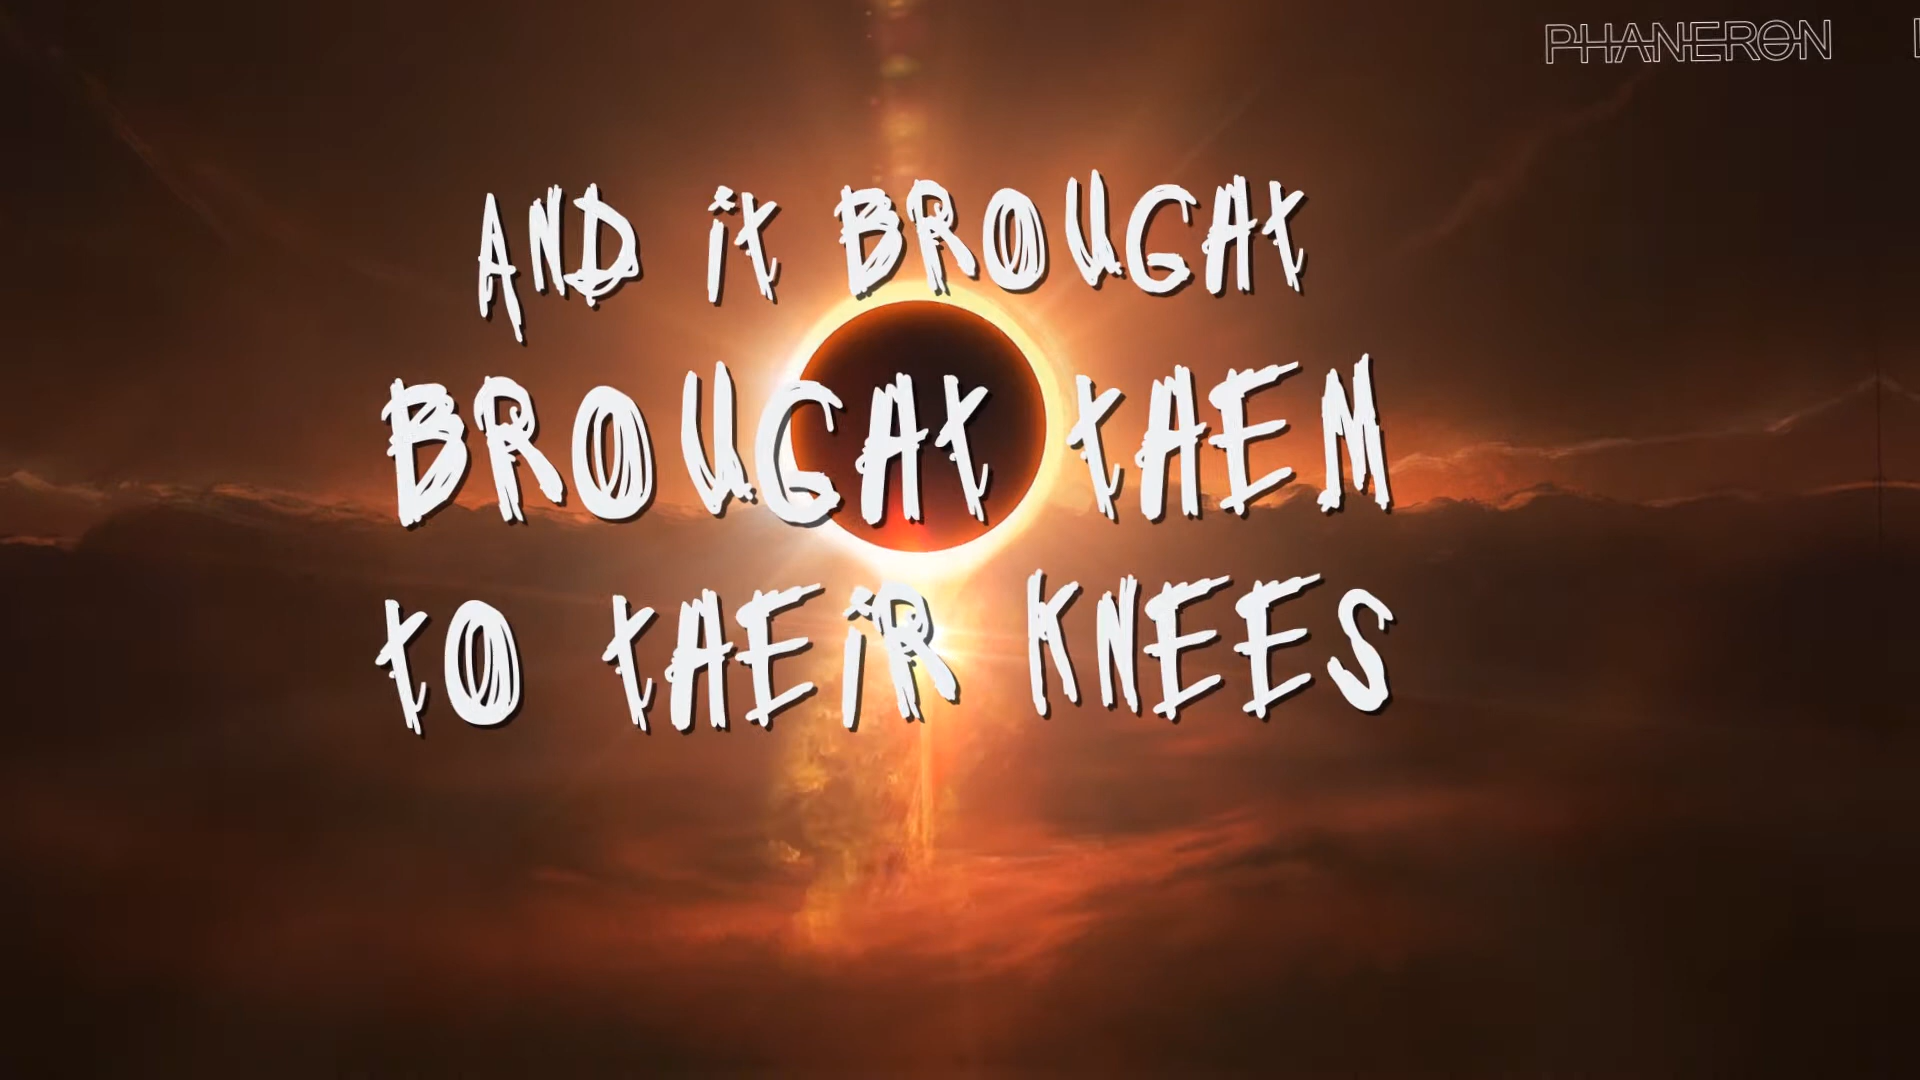 PHANERON
AND iT BROUGHT
BROUGHT THEM
TO THEiR KNEES